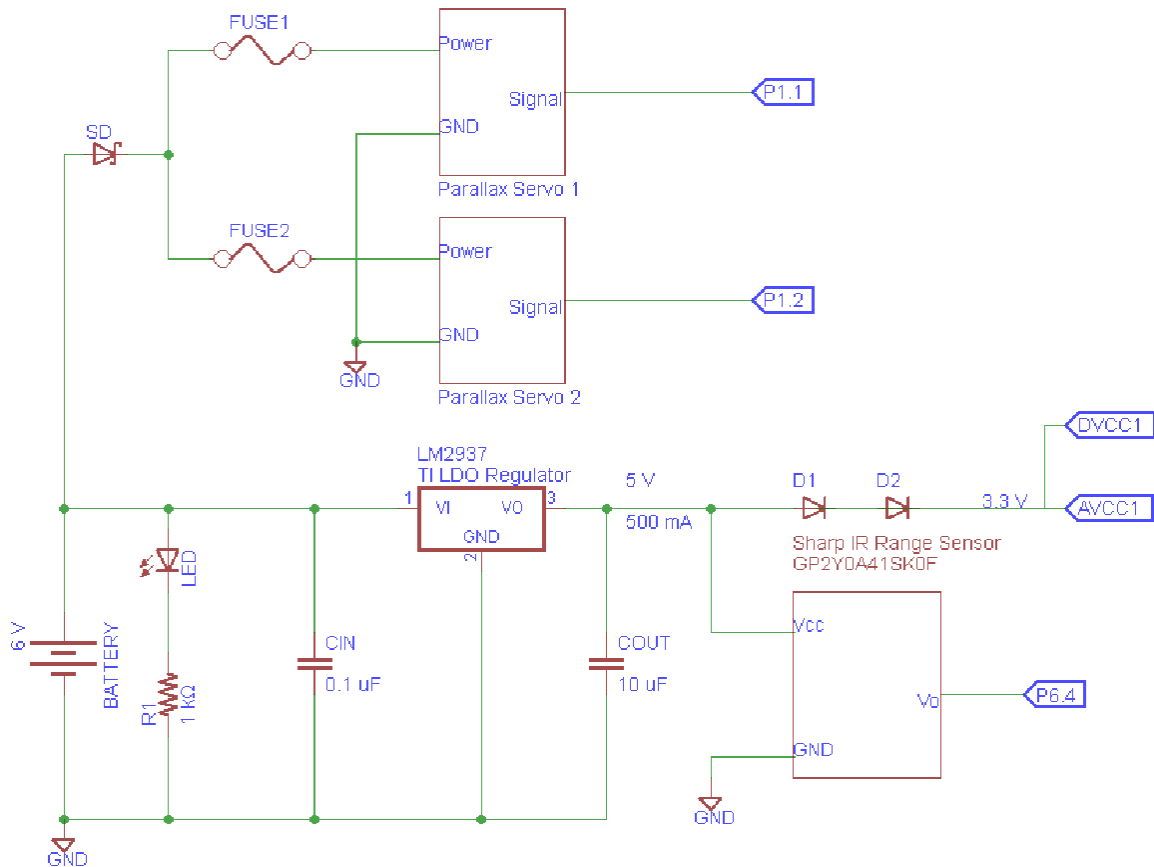 FUSE1
Power
Signal
GND
Parallax Servo 1
P1.1
SD
FUSE2
Power
Signal
GND
Parallax Servo 2
P1.2
GND
LM2937
TI LDO Regulator
1
VI
VO
3
GND
2
5 V
500 mA
D1
D2
3.3 V
DVCC1
AVCC1
Sharp IR Range Sensor
GP2Y0A41SK0F
Vcc
Vo
GND
P6.4
GND
LED
6 V
BATTERY
R1
1 kΩ
CIN
0.1 uF
COUT
10 uF
GND